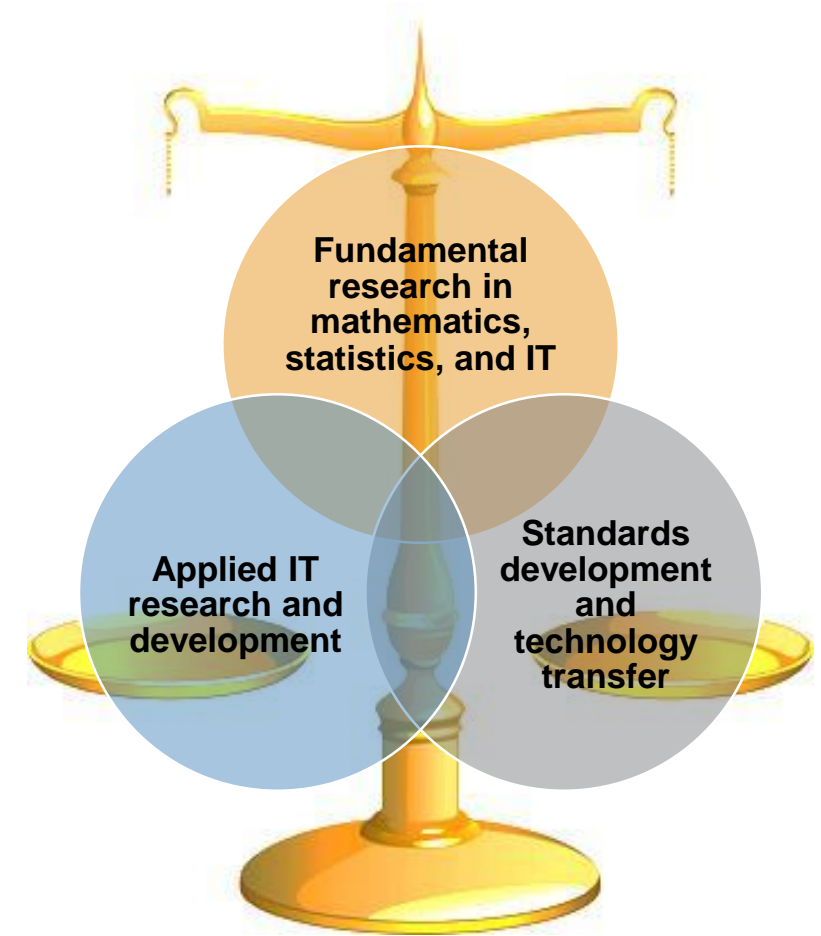 Fundamental
research in
mathematics,
statistics, and IT
Applied IT
research and
development
Standards
development
and
technology
transfer